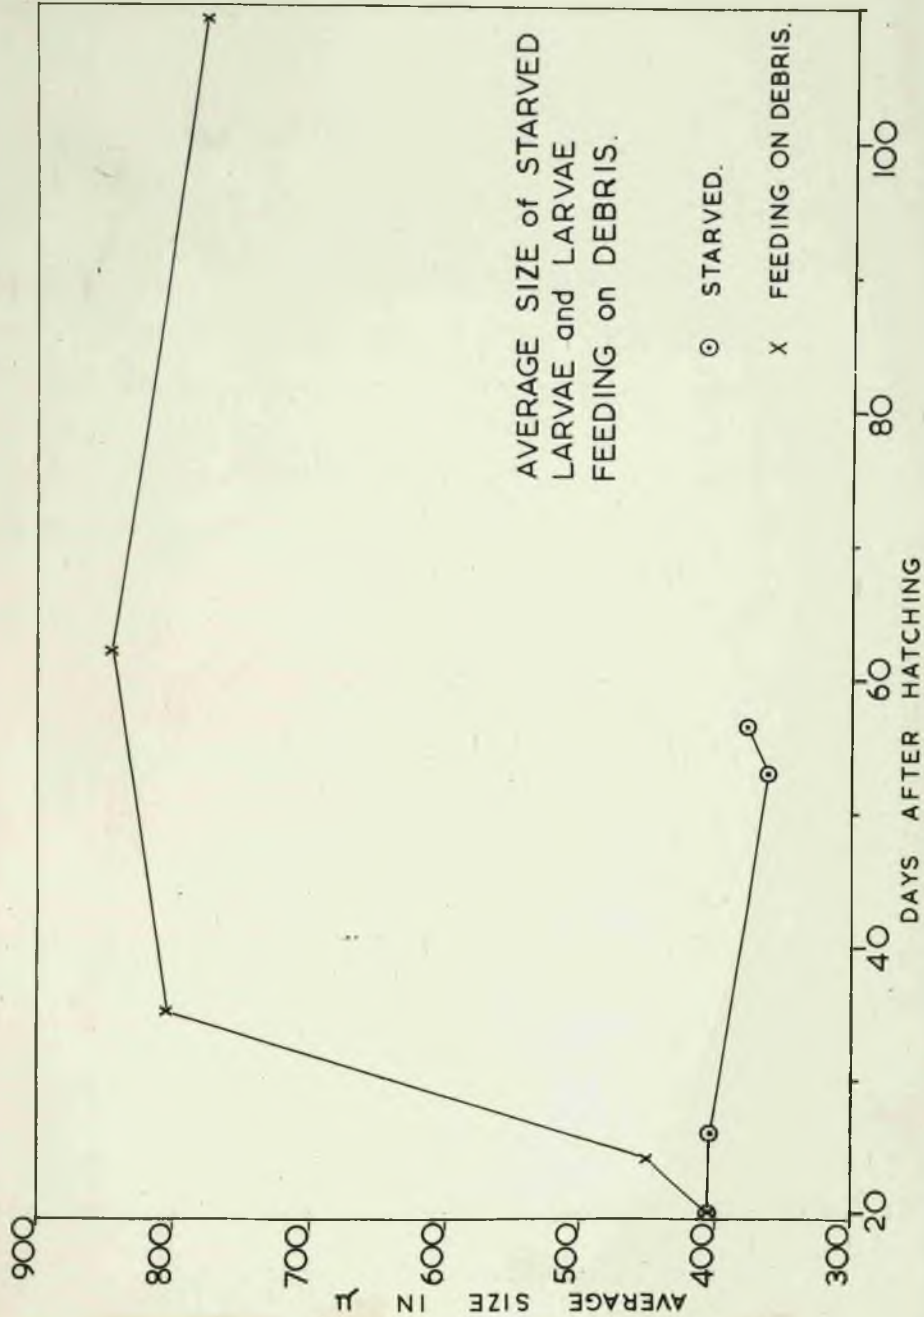 AVERAGE SIZE of STARVED
LARVAE and LARVAE
FEEDING on DEBRIS.
⊙ STARVED.
x FEEDING ON DEBRIS.
900
800
700
600
500
400
300
AVERAGE SIZE IN μ
20
40
60
80
100
DAYS AFTER HATCHING